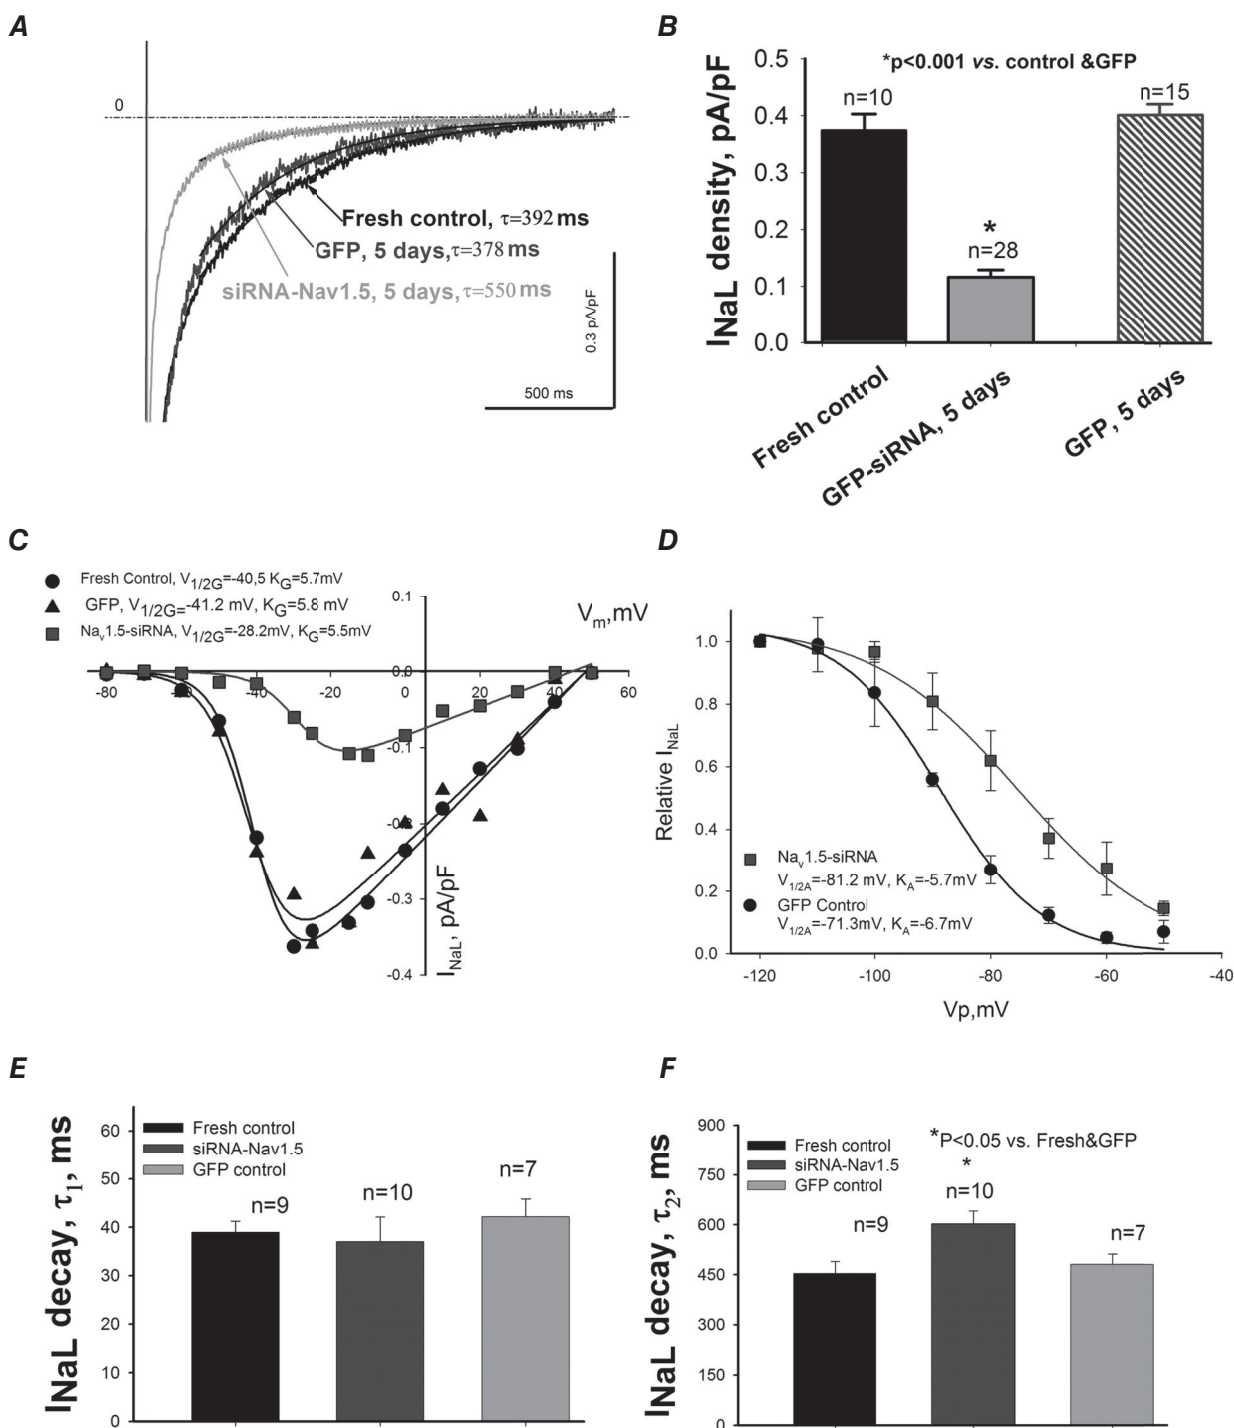 A
0
Fresh control, τ=392 ms
GFP, 5 days,τ=378 ms
siRNA-Nav1.5, 5 days,τ=550 ms
0.3 p/VpF
500 ms
B
INaL density, pA/pF
*p<0.001 vs. control &GFP
0.5
0.4
0.3
0.2
0.1
0.0
n=10
*
n=28
n=15
Fresh control
GFP-siRNA, 5 days
GFP, 5 days
C
Fresh Control, V1/2G=-40,5 KG=5.7mV
GFP, V1/2G=-41.2 mV, KG=5.8 mV
Nav1.5-siRNA, V1/2G=-28.2mV, KG=5.5mV
Vm,mV
0.1
0.0
-0.1
-0.2
-0.3
-0.4
-80
-60
-40
-20
0
20
40
60
INaL, pA/pF
D
Relative INaL
1.0
0.8
0.6
0.4
0.2
0.0
Nav1.5-siRNA
V1/2A=-81.2 mV, KA=-5.7mV
GFP Control
V1/2A=-71.3mV, KA=-6.7mV
-120
-100
-80
-60
-40
Vp,mV
E
INaL decay, τ1, ms
60
50
40
30
20
10
0
Fresh control
siRNA-Nav1.5
GFP control
n=9
n=10
n=7
F
INaL decay, τ2, ms
900
750
600
450
300
150
0
Fresh control
siRNA-Nav1.5
GFP control
*P<0.05 vs. Fresh&GFP
*
n=9
n=10
n=7